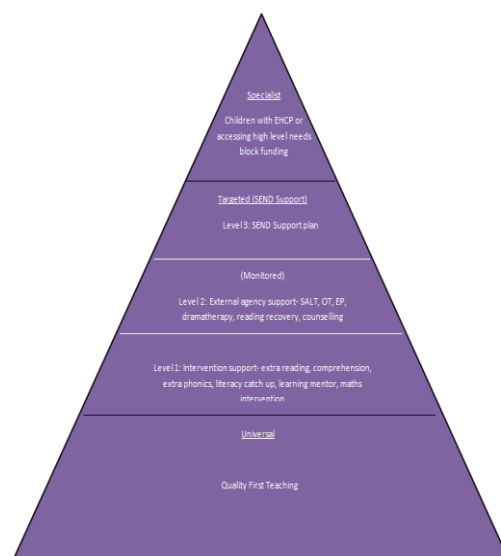 Specialist
Children with EHCP or
accessing high level needs
block funding
Targeted (SEND Support)
Level 3: SEND Support plan
(Monitored)
Level 2: External agency support- SALT, OT, EP,
dramatherapy, reading recovery, counselling
Level 1: Intervention support- extra reading, comprehension,
extra phonics, literacy catch up, learning mentor, maths
intervention
Universal
Quality First Teaching